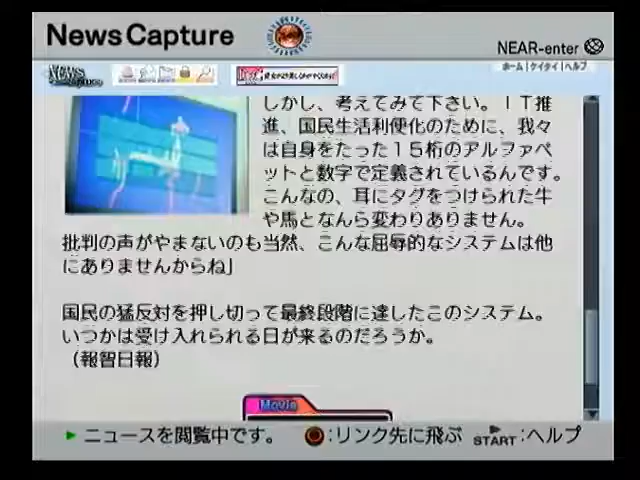 News Capture
NEAR-enter
NEWS
ホーム|ケイタイ|ヘルプ
しかし、考えてみて下さい。IT推
進、国民生活利便化のために、我々
は自身をたった15桁のアルファベ
ットと数字で定義されているんです。
こんなの、耳にタグをつけられた牛
や馬となんら変わりありません。
批判の声がやまないのも当然、こんな屈辱的なシステムは他
にありませんからね」
国民の猛反対を押し切って最終段階に達したこのシステム。
いつかは受け入れられる日が来るのだろうか。
（報智日報）
Movie
ニュースを閲覧中です。 :リンク先に飛ぶ START:ヘルプ